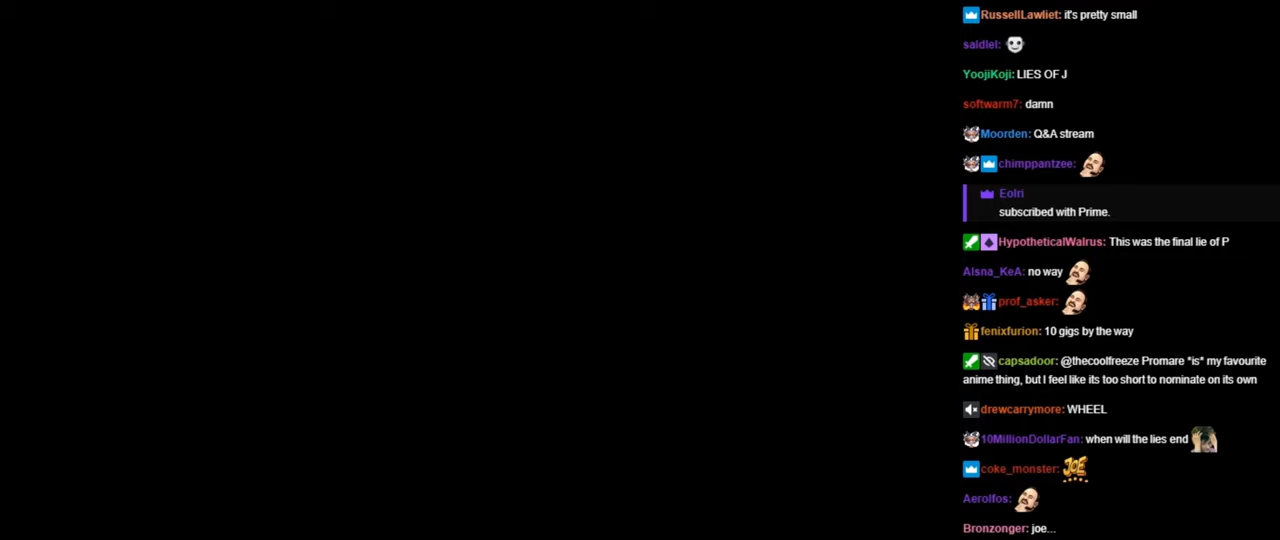 RussellLawliet: it's pretty small
saidlel:
YoojiKoji: LIES OF J
softwarm7: damn
Moorden: Q&A stream
chimppantzee:
Eolri
subscribed with Prime.
HypotheticalWalrus: This was the final lie of P
Alsna_KeA: no way
prof_asker:
fenixfurion: 10 gigs by the way
capsadoor: @thecoolfreeze Promare *is* my favourite
anime thing, but I feel like its too short to nominate on its own
drewcarrymore: WHEEL
10MillionDollarFan: when will the lies end
coke_monster: JOE
Aerolfos:
Bronzonger: joe...